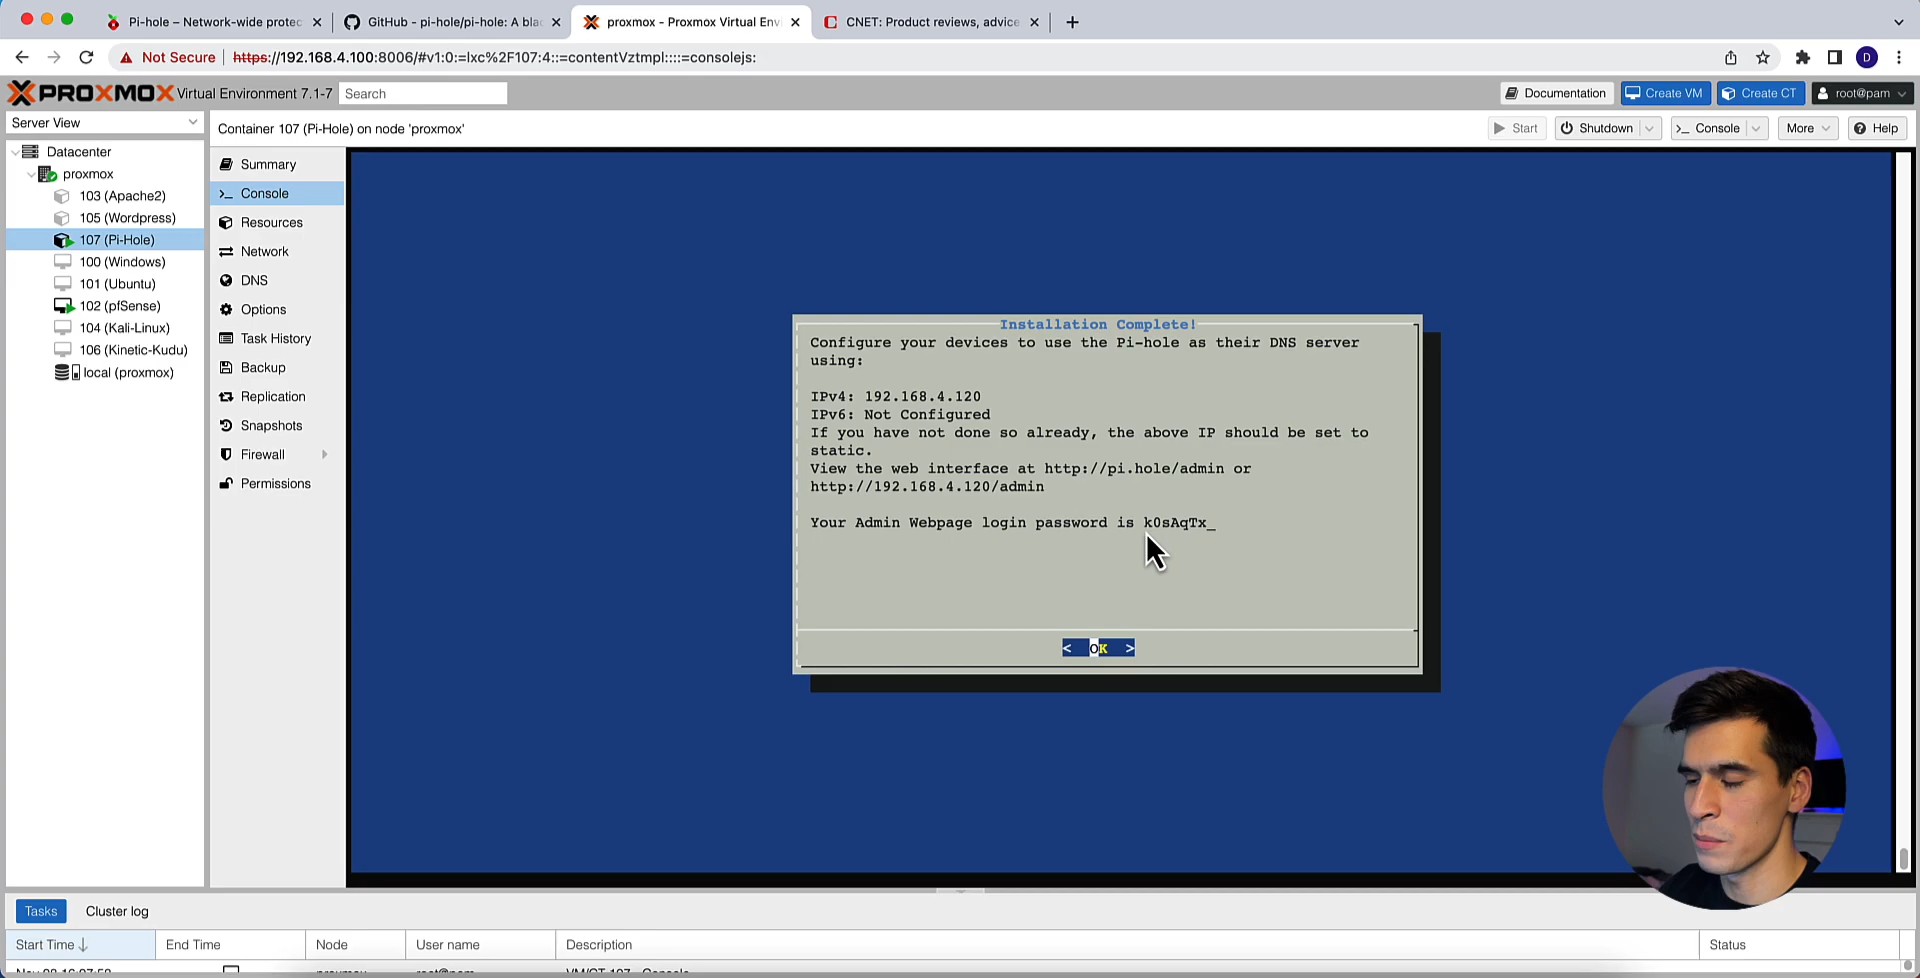 Pi-hole – Network-wide protec
GitHub - pi-hole/pi-hole: A bla
proxmox - Proxmox Virtual Env
CNET: Product reviews, advice
Not Secure
https://192.168.4.100:8006/#v1:0:=lxc%2F107:4::=contentVztmpl::::=consolejs:
D
PROXMOX Virtual Environment 7.1-7
Search
Documentation
Create VM
Create CT
root@pam
Server View
Container 107 (Pi-Hole) on node 'proxmox'
Start
Shutdown
Console
More
Help
Datacenter
proxmox
103 (Apache2)
105 (Wordpress)
107 (Pi-Hole)
100 (Windows)
101 (Ubuntu)
102 (pfSense)
104 (Kali-Linux)
106 (Kinetic-Kudu)
local (proxmox)
Summary
Console
Resources
Network
DNS
Options
Task History
Backup
Replication
Snapshots
Firewall
Permissions
Installation Complete!
Configure your devices to use the Pi-hole as their DNS server
using:
IPv4: 192.168.4.120
IPv6: Not Configured
If you have not done so already, the above IP should be set to
static.
View the web interface at http://pi.hole/admin or
http://192.168.4.120/admin
Your Admin Webpage login password is k0sAqTx_
< OK >
Tasks
Cluster log
Start Time
End Time
Node
User name
Description
Status